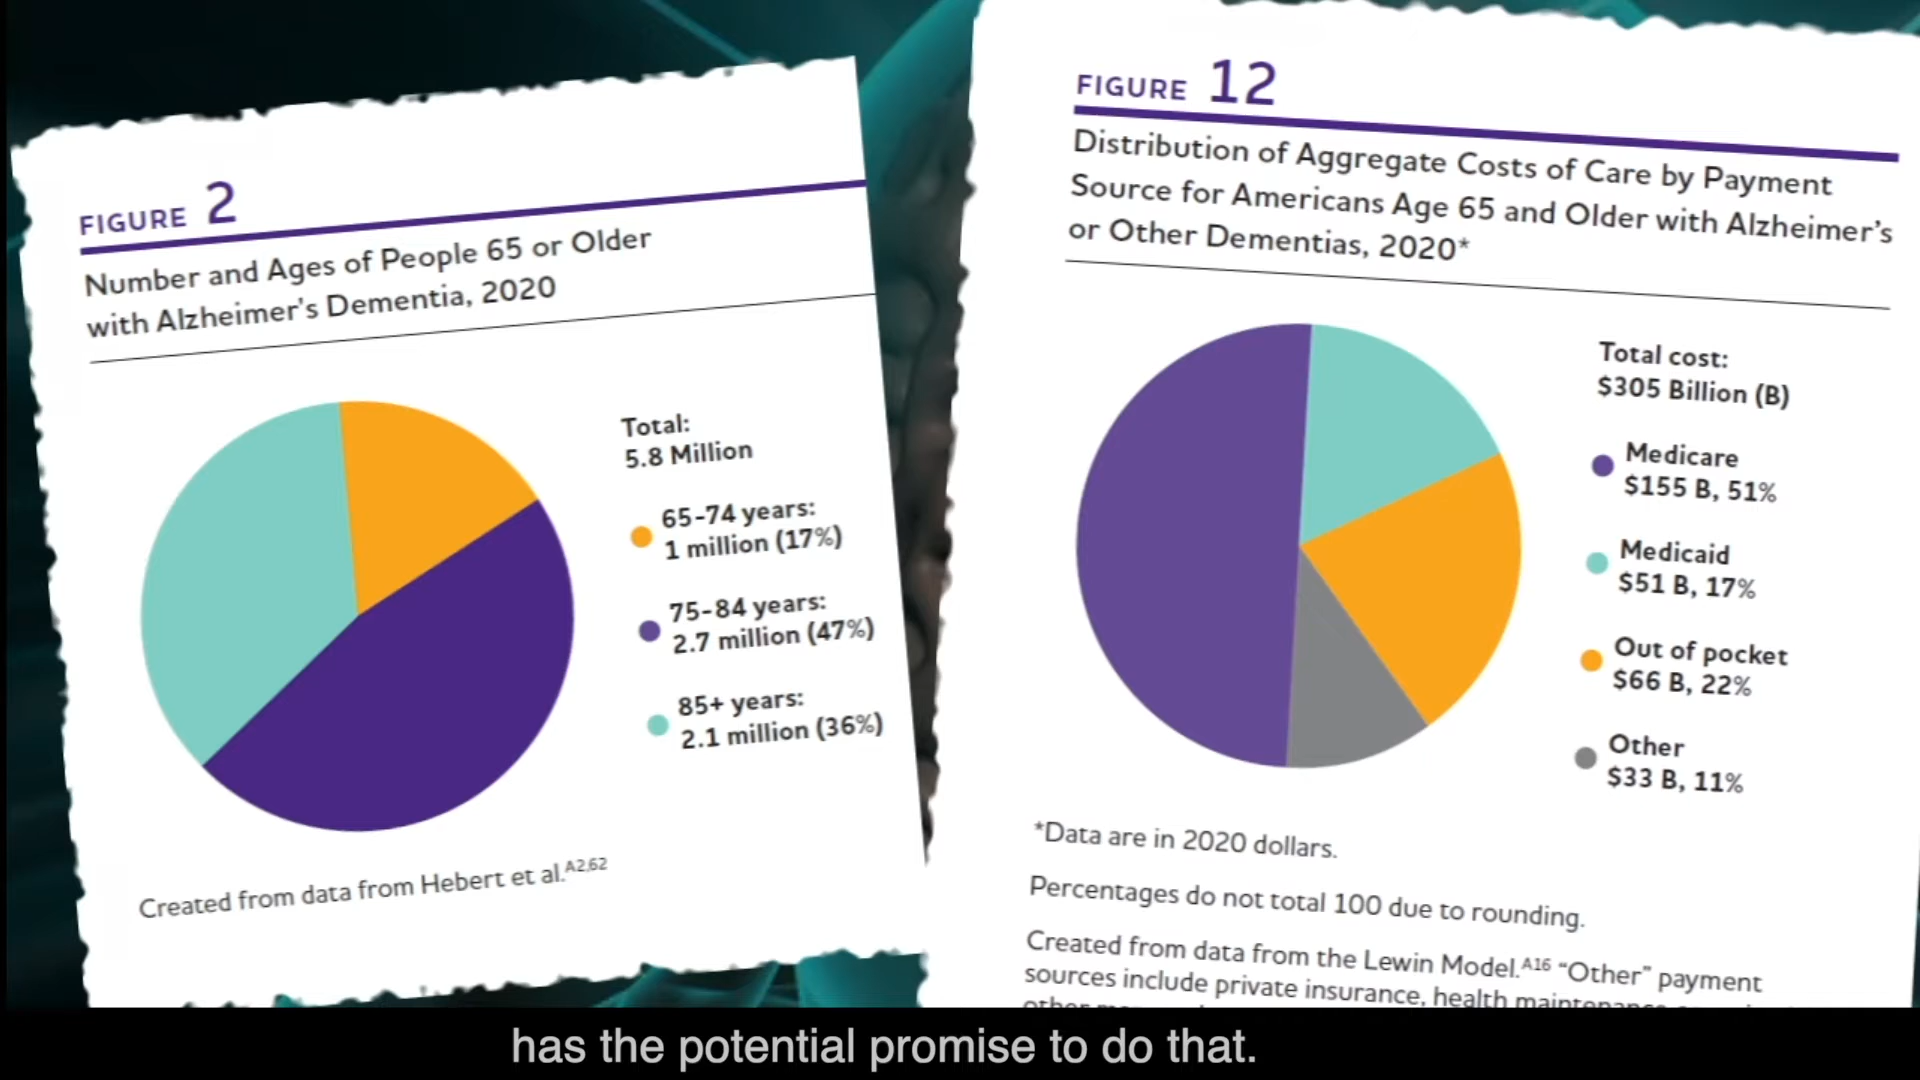 FIGURE 2
Number and Ages of People 65 or Older
with Alzheimer's Dementia, 2020
Total:
5.8 Million
65-74 years:
1 million (17%)
75-84 years:
2.7 million (47%)
85+ years:
2.1 million (36%)
Created from data from Hebert et al.A2,62
FIGURE 12
Distribution of Aggregate Costs of Care by Payment
Source for Americans Age 65 and Older with Alzheimer's
or Other Dementias, 2020*
Total cost:
$305 Billion (B)
Medicare
$155 B, 51%
Medicaid
$51 B, 17%
Out of pocket
$66 B, 22%
Other
$33 B, 11%
*Data are in 2020 dollars.
Percentages do not total 100 due to rounding.
Created from data from the Lewin Model.A16 “Other” payment
sources include private insurance, health
has the potential promise to do that.